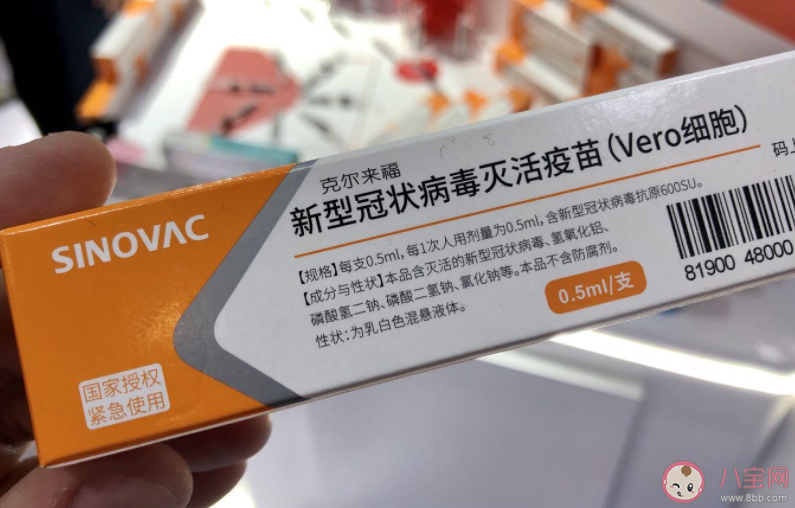 克尔来福
新型冠状病毒灭活疫苗（Vero细胞）
码上
SINOVAC
【规格】每支0.5ml，每1次人用剂量为0.5ml，含新型冠状病毒抗原600SU。
【成分与性状】本品含灭活的新型冠状病毒、氢氧化铝、
磷酸氢二钠、磷酸二氢钠、氯化钠等。本品不含防腐剂。
性状：为乳白色混悬液体。
0.5ml/支
81900 48000
国家授权
紧急使用
八宝网
www.8bb.com